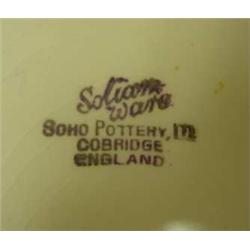 Solian
Ware
SOHO POTTERY, LTD
COBRIDGE
ENGLAND